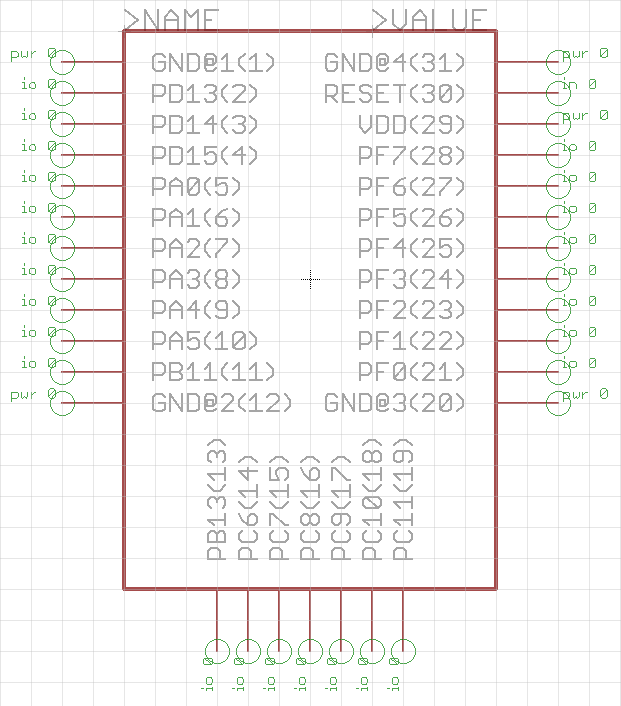 >NAME >VALUE
pwr 0 GND@1(1) GND@4(31) pwr 0
io 0 PD13(2) RESET(30) in 0
io 0 PD14(3) VDD(29) pwr 0
io 0 PD15(4) PF7(28) io 0
io 0 PA0(5) PF6(27) io 0
io 0 PA1(6) PF5(26) io 0
io 0 PA2(7) PF4(25) io 0
io 0 PA3(8) PF3(24) io 0
io 0 PA4(9) PF2(23) io 0
io 0 PA5(10) PF1(22) io 0
io 0 PB11(11) PF0(21) io 0
pwr 0 GND@2(12) GND@3(20) pwr 0
PB13(13)
PC6(14)
PC7(15)
PC8(16)
PC9(17)
PC10(18)
PC11(19)
io 0
io 0
io 0
io 0
io 0
io 0
io 0